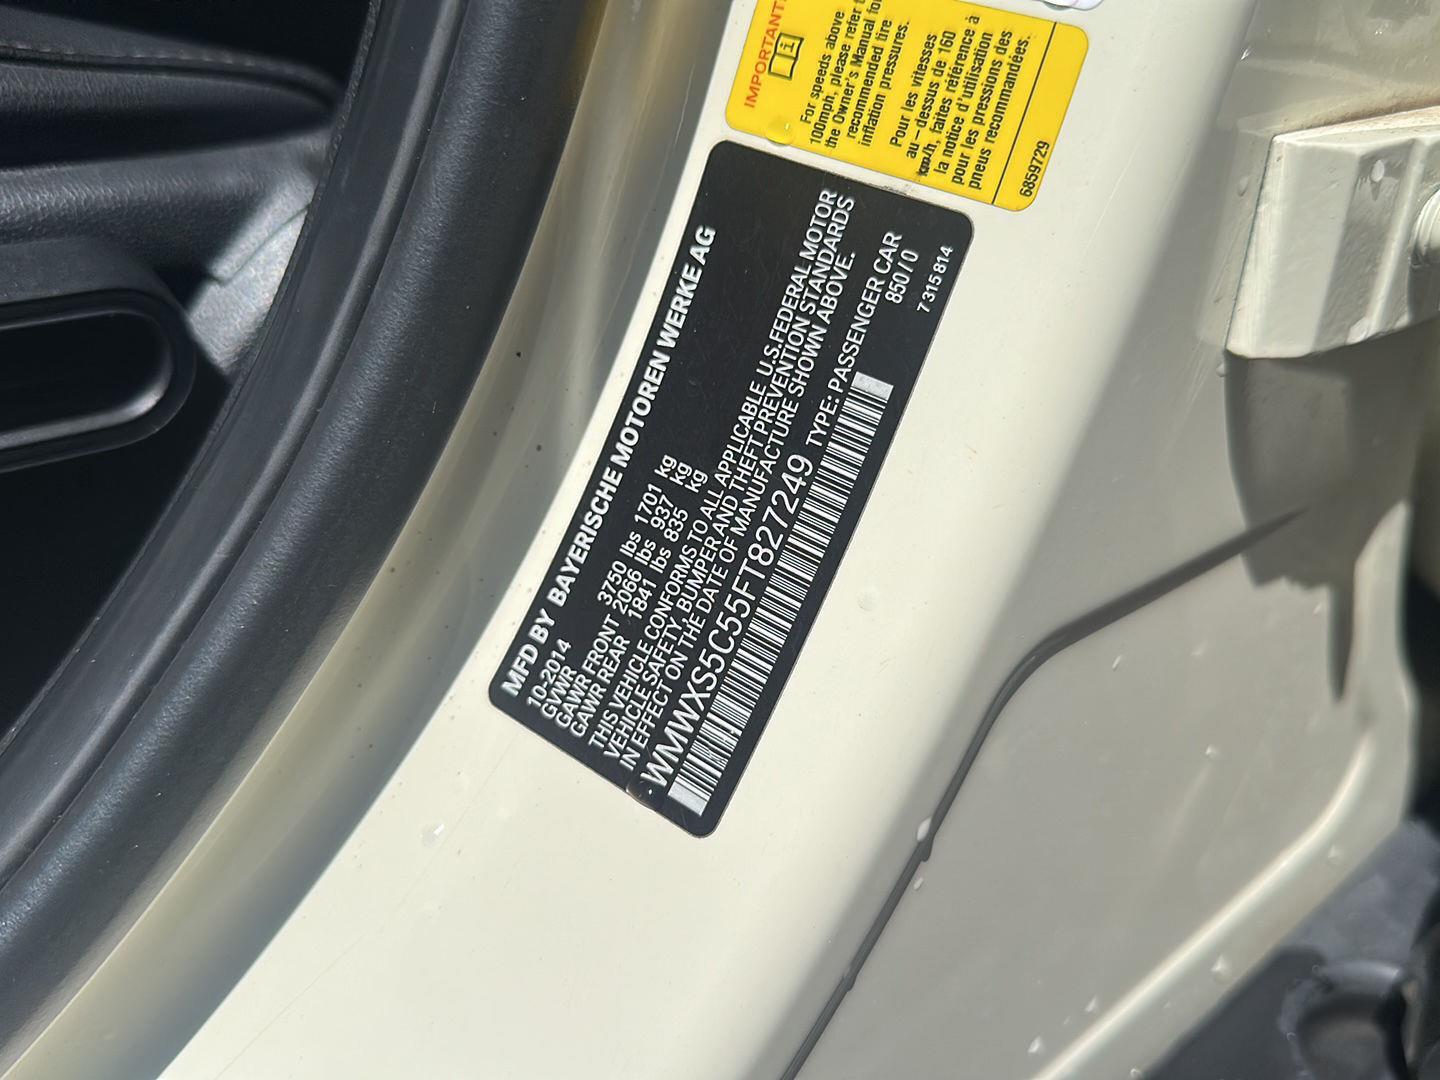 IMPORTANT!
For speeds above
100mph, please refer
the Owner's Manual for
recommended tire
inflation pressures.
Pour les vitesses
au - dessus de 160
km/h, faites référence à
la notice d'utilisation
pour les pressions des
pneus recommandées.
6859729
MFD BY BAYERISCHE MOTOREN WERKE AG
10-2014
GVWR 3750 lbs 1701 kg
GAWR FRONT 2066 lbs 937 kg
GAWR REAR 1841 lbs 835 kg
THIS VEHICLE CONFORMS TO ALL APPLICABLE U.S.FEDERAL MOTOR
VEHICLE SAFETY, BUMPER AND THEFT PREVENTION STANDARDS
IN EFFECT ON THE DATE OF MANUFACTURE SHOWN ABOVE.
WMWXS5C55FT827249 TYPE: PASSENGER CAR
850/0
7315814